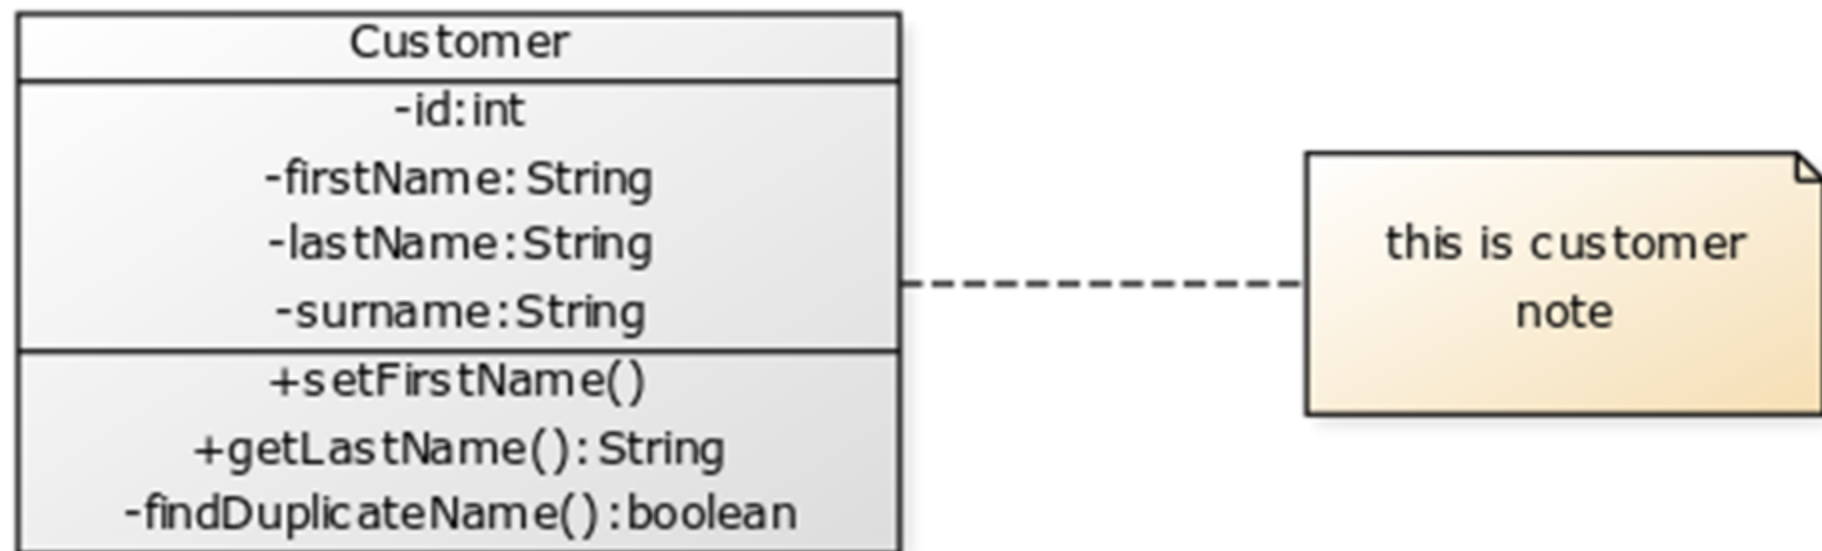 Customer
-id:int
-firstName:String
-lastName:String
-surname:String
+setFirstName()
+getLastName():String
-findDuplicateName():boolean
this is customer
note